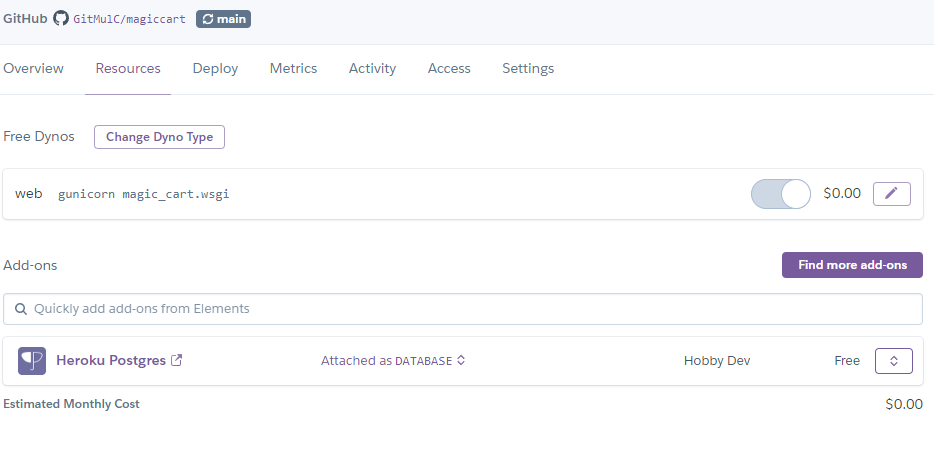 GitHub GitMulC/magiccart main
Overview Resources Deploy Metrics Activity Access Settings
Free Dynos Change Dyno Type
web gunicorn magic_cart.wsgi $0.00
Add-ons Find more add-ons
Quickly add add-ons from Elements
Heroku Postgres Attached as DATABASE Hobby Dev Free
Estimated Monthly Cost $0.00